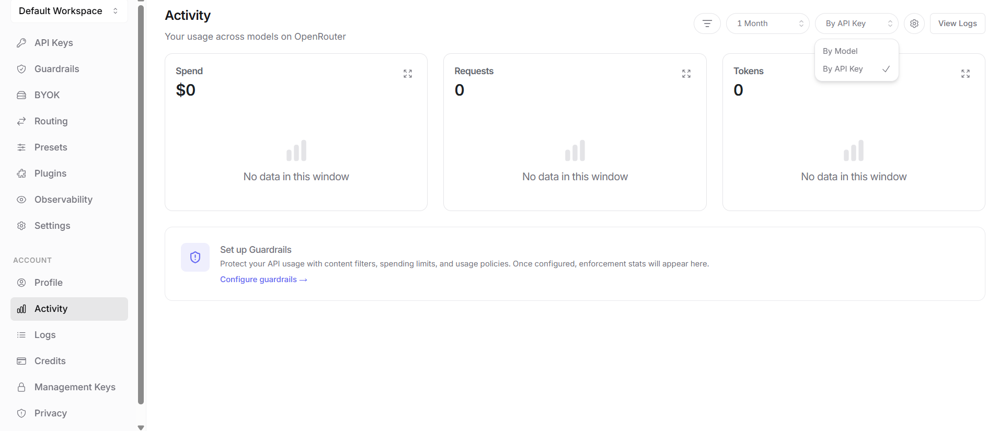 Default Workspace
API Keys
Guardrails
BYOK
Routing
Presets
Plugins
Observability
Settings
ACCOUNT
Profile
Activity
Logs
Credits
Management Keys
Privacy
Activity
Your usage across models on OpenRouter
1 Month
By API Key
View Logs
By Model
By API Key
Spend
$0
No data in this window
Requests
0
No data in this window
Tokens
0
No data in this window
Set up Guardrails
Protect your API usage with content filters, spending limits, and usage policies. Once configured, enforcement stats will appear here.
Configure guardrails →